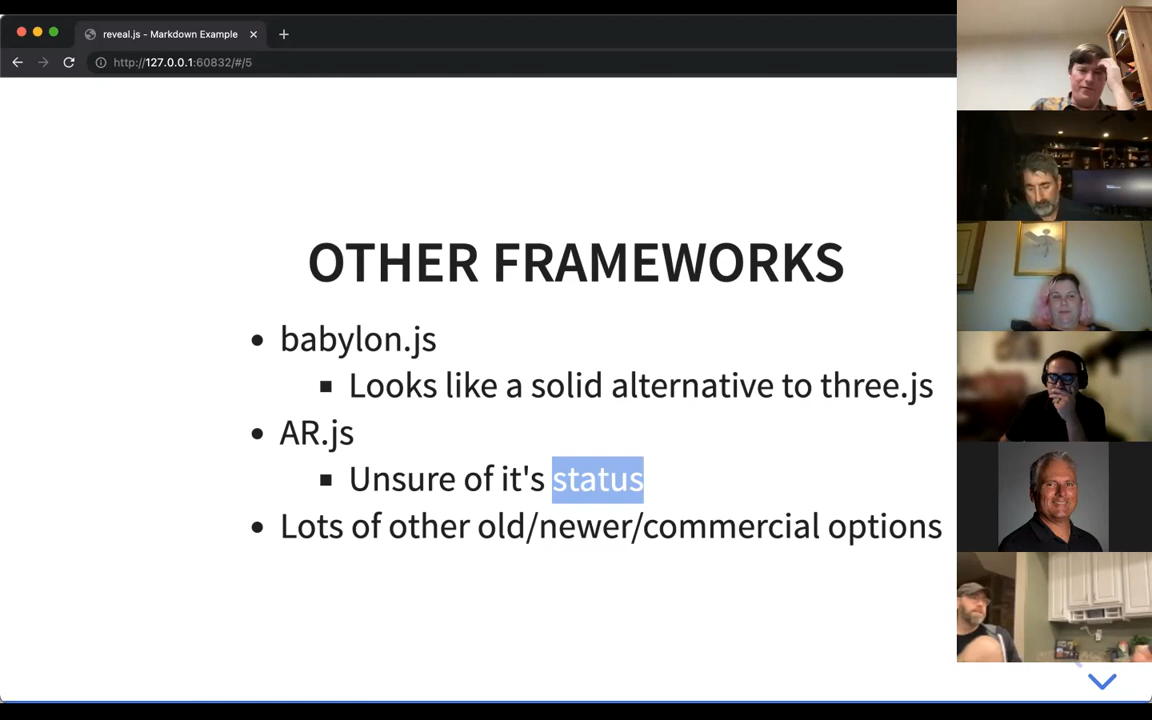 reveal.js - Markdown Example
http://127.0.0.1:60832/#/5
OTHER FRAMEWORKS
babylon.js
Looks like a solid alternative to three.js
AR.js
Unsure of it's status
Lots of other old/newer/commercial options